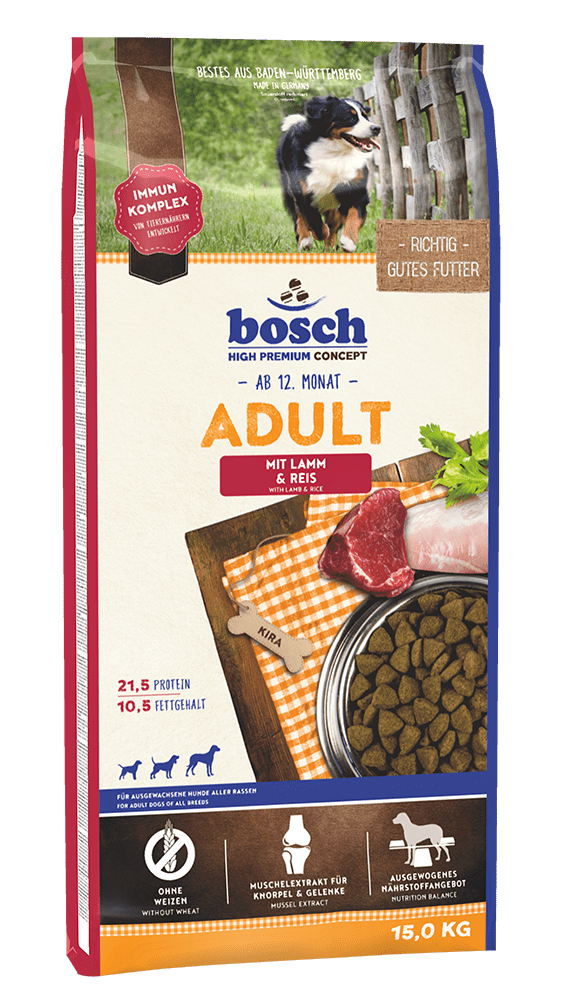 BESTES AUS BADEN-WÜRTTEMBERG
MADE IN GERMANY
IMMUN
KOMPLEX
VON TIERERNÄHRERN
ENTWICKELT
- RICHTIG -
GUTES FUTTER
bosch
HIGH PREMIUM CONCEPT
- AB 12. MONAT -
ADULT
MIT LAMM
& REIS
WITH LAMB & RICE
KIRA
21,5 PROTEIN
10,5 FETTGEHALT
FÜR AUSGEWACHSENE HUNDE ALLER RASSEN
FOR ADULT DOGS OF ALL BREEDS
OHNE
WEIZEN
WITHOUT WHEAT
MUSCHELEXTRAKT FÜR
KNORPEL & GELENKE
MUSSEL EXTRACT
AUSGEWOGENES
NÄHRSTOFFANGEBOT
NUTRITION BALANCE
15,0 KG